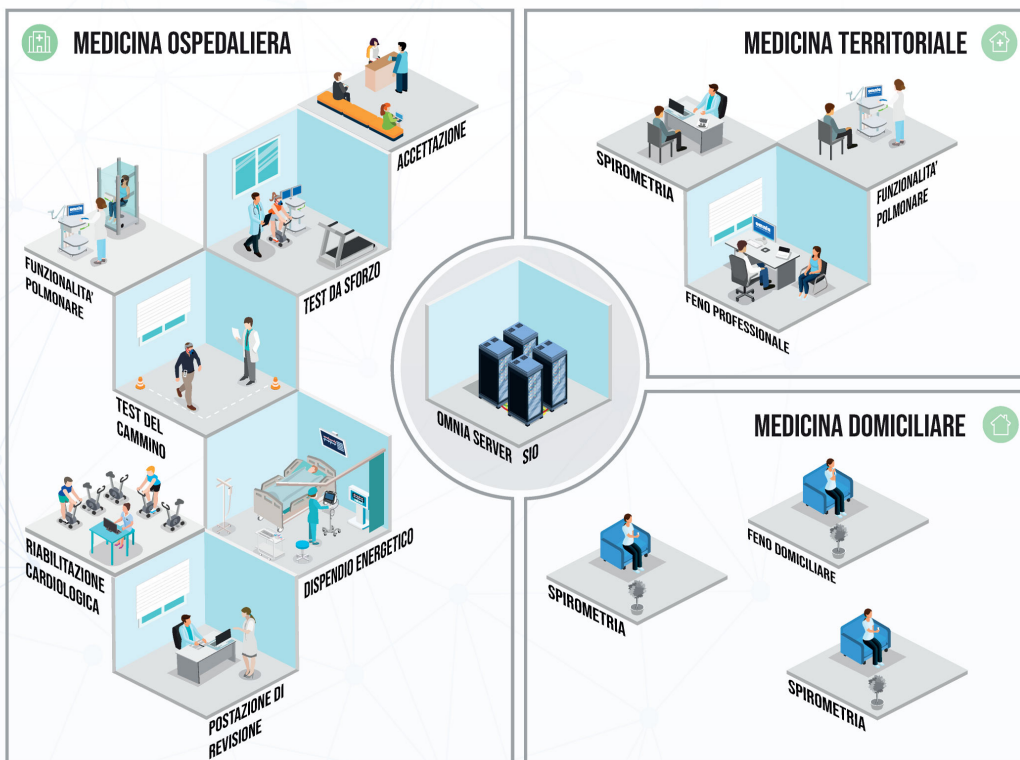 MEDICINA OSPEDALIERA
ACCETTAZIONE
FUNZIONALITA'
POLMONARE
TEST DA SFORZO
TEST DEL
CAMMINO
RIABILITAZIONE
CARDIOLOGICA
DISPENDIO ENERGETICO
POSTAZIONE DI
REVISIONE
OMNIA SERVER SIO
MEDICINA TERRITORIALE
SPIROMETRIA
FUNZIONALITA'
POLMONARE
FENO PROFESSIONALE
MEDICINA DOMICILIARE
FENO DOMICILIARE
SPIROMETRIA
SPIROMETRIA